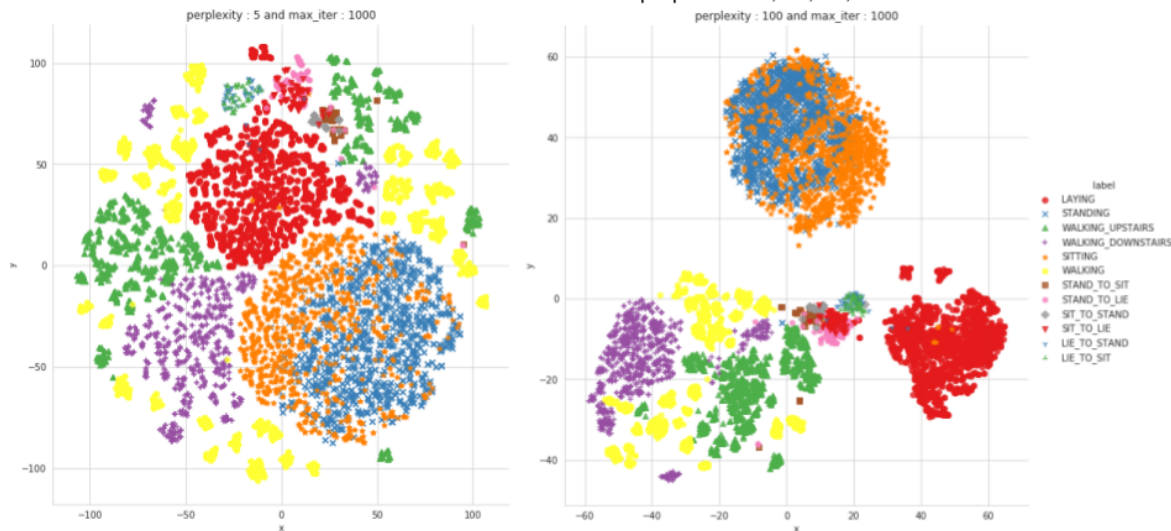 perplexity : 5 and max_iter : 1000
perplexity : 100 and max_iter : 1000
100
50
0
−50
−100
y
−100
−50
0
50
100
x
60
40
20
0
−20
−40
y
−60
−40
−20
0
20
40
60
x
label
LAYING
STANDING
WALKING_UPSTAIRS
WALKING_DOWNSTAIRS
SITTING
WALKING
STAND_TO_SIT
STAND_TO_LIE
SIT_TO_STAND
SIT_TO_LIE
LIE_TO_STAND
LIE_TO_SIT